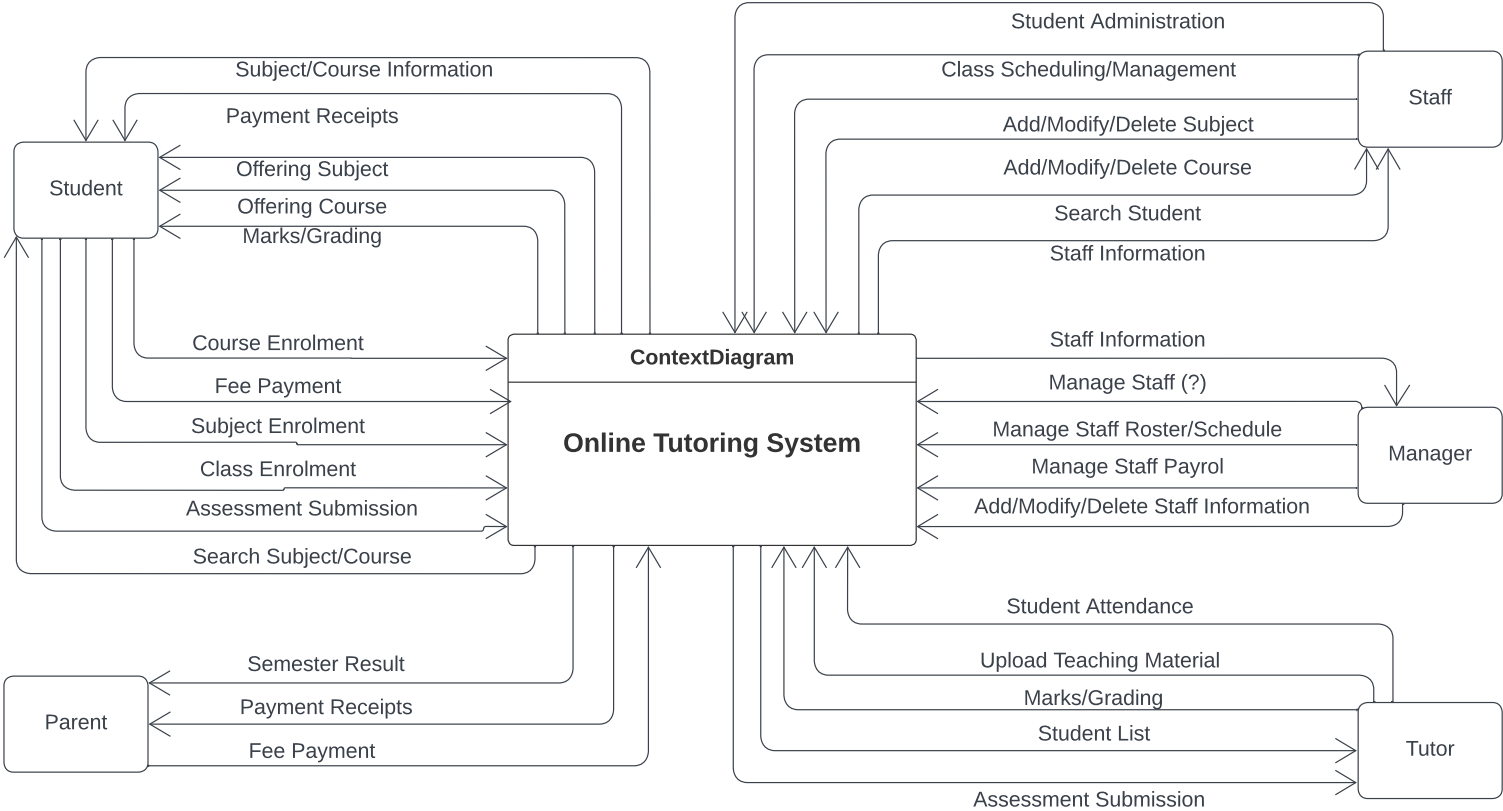 Student Administration
Subject/Course Information
Class Scheduling/Management
Staff
Payment Receipts
Add/Modify/Delete Subject
Offering Subject
Add/Modify/Delete Course
Student
Offering Course
Search Student
Marks/Grading
Staff Information
Course Enrolment
ContextDiagram
Staff Information
Fee Payment
Manage Staff (?)
Subject Enrolment
Online Tutoring System
Manage Staff Roster/Schedule
Manager
Class Enrolment
Manage Staff Payrol
Assessment Submission
Add/Modify/Delete Staff Information
Search Subject/Course
Student Attendance
Semester Result
Upload Teaching Material
Payment Receipts
Marks/Grading
Parent
Student List
Fee Payment
Tutor
Assessment Submission